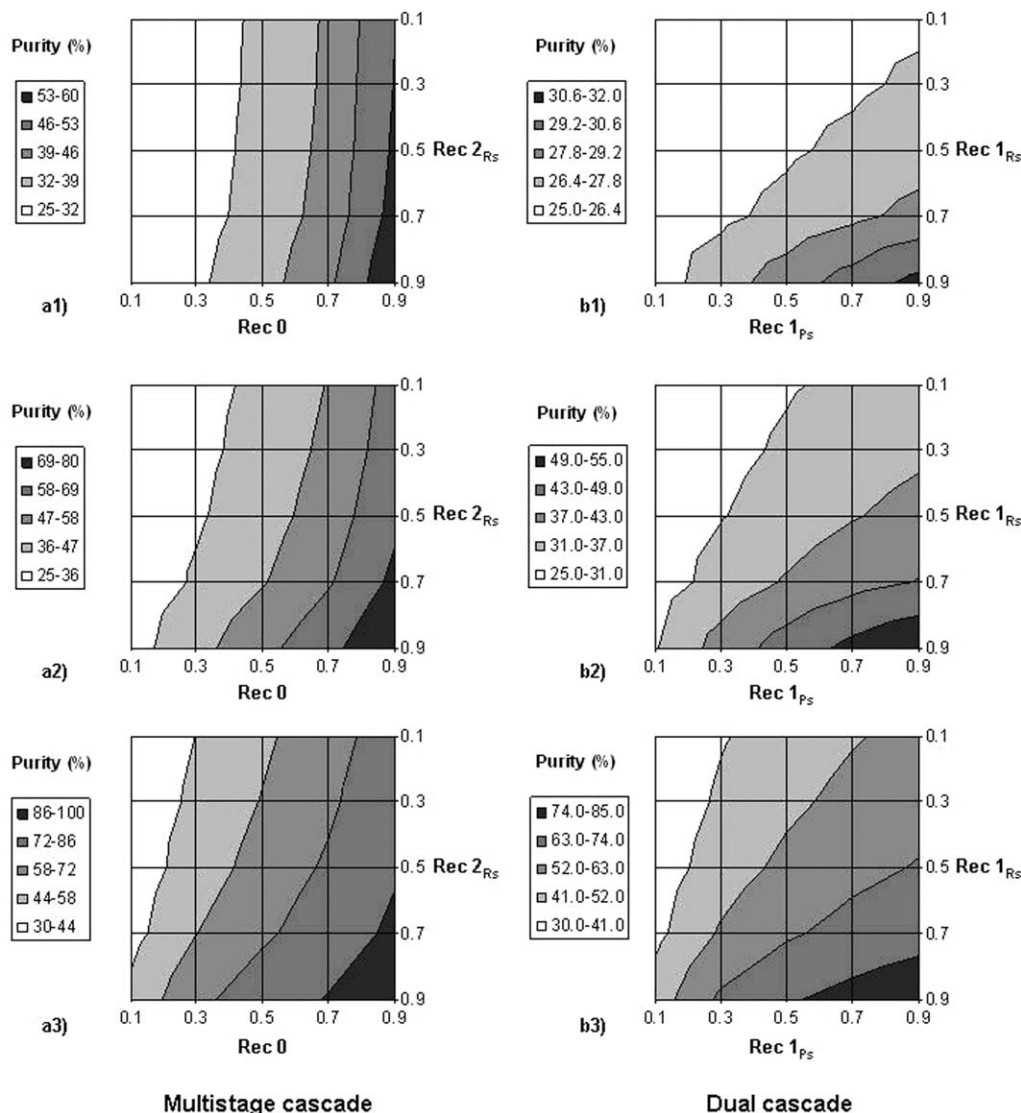 Purity (%)
53-60
46-53
39-46
32-39
25-32
0.1
0.3
Rec 2Rs
0.5
0.7
0.9
0.1 0.3 0.5 0.7 0.9
a1)
Rec 0
Purity (%)
30.6-32.0
29.2-30.6
27.8-29.2
26.4-27.8
25.0-26.4
0.1
0.3
0.5 Rec 1Rs
0.7
0.9
0.1 0.3 0.5 0.7 0.9
b1)
Rec 1Ps
Purity (%)
69-80
58-69
47-58
36-47
25-36
0.1
0.3
0.5 Rec 2Rs
0.7
0.9
0.1 0.3 0.5 0.7 0.9
a2)
Rec 0
Purity (%)
49.0-55.0
43.0-49.0
37.0-43.0
31.0-37.0
25.0-31.0
0.1
0.3
0.5 Rec 1Rs
0.7
0.9
0.1 0.3 0.5 0.7 0.9
b2)
Rec 1Ps
Purity (%)
86-100
72-86
58-72
44-58
30-44
0.1
0.3
0.5 Rec 2Rs
0.7
0.9
0.1 0.3 0.5 0.7 0.9
a3)
Rec 0
Purity (%)
74.0-85.0
63.0-74.0
52.0-63.0
41.0-52.0
30.0-41.0
0.1
0.3
0.5 Rec 1Rs
0.7
0.9
0.1 0.3 0.5 0.7 0.9
b3)
Rec 1Ps
Multistage cascade
Dual cascade